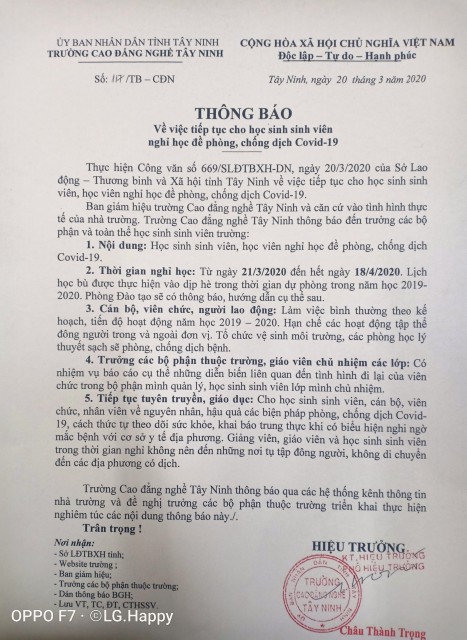 ỦY BAN NHÂN DÂN TỈNH TÂY NINH
TRƯỜNG CAO ĐẲNG NGHỀ TÂY NINH
Số: 117/TB – CĐN
CỘNG HÒA XÃ HỘI CHỦ NGHĨA VIỆT NAM
Độc lập – Tự do – Hạnh phúc
Tây Ninh, ngày 20 tháng 3 năm 2020
THÔNG BÁO
Về việc tiếp tục cho học sinh sinh viên
nghỉ học để phòng, chống dịch Covid-19
Thực hiện Công văn số 669/SLĐTBXH-DN, ngày 20/3/2020 của Sở Lao
động – Thương binh và Xã hội tỉnh Tây Ninh về việc tiếp tục cho học sinh sinh
viên, học viên nghỉ học để phòng, chống dịch Covid-19.
Ban giám hiệu trường Cao đẳng nghề Tây Ninh và căn cứ vào tình hình thực
tế của nhà trường. Trường Cao đẳng nghề Tây Ninh thông báo đến trưởng các bộ
phận và toàn thể học sinh sinh viên trường:
1. Nội dung: Học sinh sinh viên, học viên nghỉ học để phòng, chống dịch
Covid-19.
2. Thời gian nghỉ học: Từ ngày 21/3/2020 đến hết ngày 18/4/2020. Lịch
học bù được thực hiện vào dịp hè trong thời gian dự phòng trong năm học 2019-
2020. Phòng Đào tạo sẽ có thông báo, hướng dẫn cụ thể sau.
3. Cán bộ, viên chức, người lao động: Làm việc bình thường theo kế
hoạch, tiến độ hoạt động năm học 2019 – 2020. Hạn chế các hoạt động tập thể
đông người trong và ngoài đơn vị. Tổ chức vệ sinh môi trường, các phòng học lý
thuyết sạch sẽ phòng, chống dịch bệnh.
4. Trưởng các bộ phận thuộc trường, giáo viên chủ nhiệm các lớp: Có
nhiệm vụ báo cáo cụ thể những diễn biến liên quan đến tình hình đi lại của viên
chức trong bộ phận mình quản lý, học sinh sinh viên lớp mình chủ nhiệm.
5. Tiếp tục tuyên truyền, giáo dục: Cho học sinh sinh viên, cán bộ, viên
chức, nhân viên về nguyên nhân, hậu quả các biện pháp phòng, chống dịch Covid-
19, cách thức tự theo dõi sức khỏe, khai báo trung thực khi có biểu hiện nghi ngờ
mắc bệnh với cơ sở y tế địa phương. Giảng viên, giáo viên và học sinh sinh viên
trong thời gian nghỉ không nên đến những nơi tụ tập đông người, không di chuyển
đến các địa phương có dịch.
Trường Cao đẳng nghề Tây Ninh thông báo qua các hệ thống kênh thông tin
nhà trường và đề nghị trưởng các bộ phận thuộc trường triển khai thực hiện
nghiêm túc các nội dung thông báo này./.
Trân trọng !
Nơi nhận:
- Sở LĐTBXH tỉnh;
- Website trường ;
- Ban giám hiệu;
- Trưởng các bộ phận thuộc trường;
- Dán thông báo BGH;
- Lưu VT, TC, ĐT, CTHSSV.
HIỆU TRƯỞNG
KT.HIỆU TRƯỞNG
PHÓ HIỆU TRƯỞNG
TRƯỜNG
CAO ĐẲNG NGHỀ
TÂY NINH
Châu Thành Trọng
OPPO F7 · ©LG.Happy